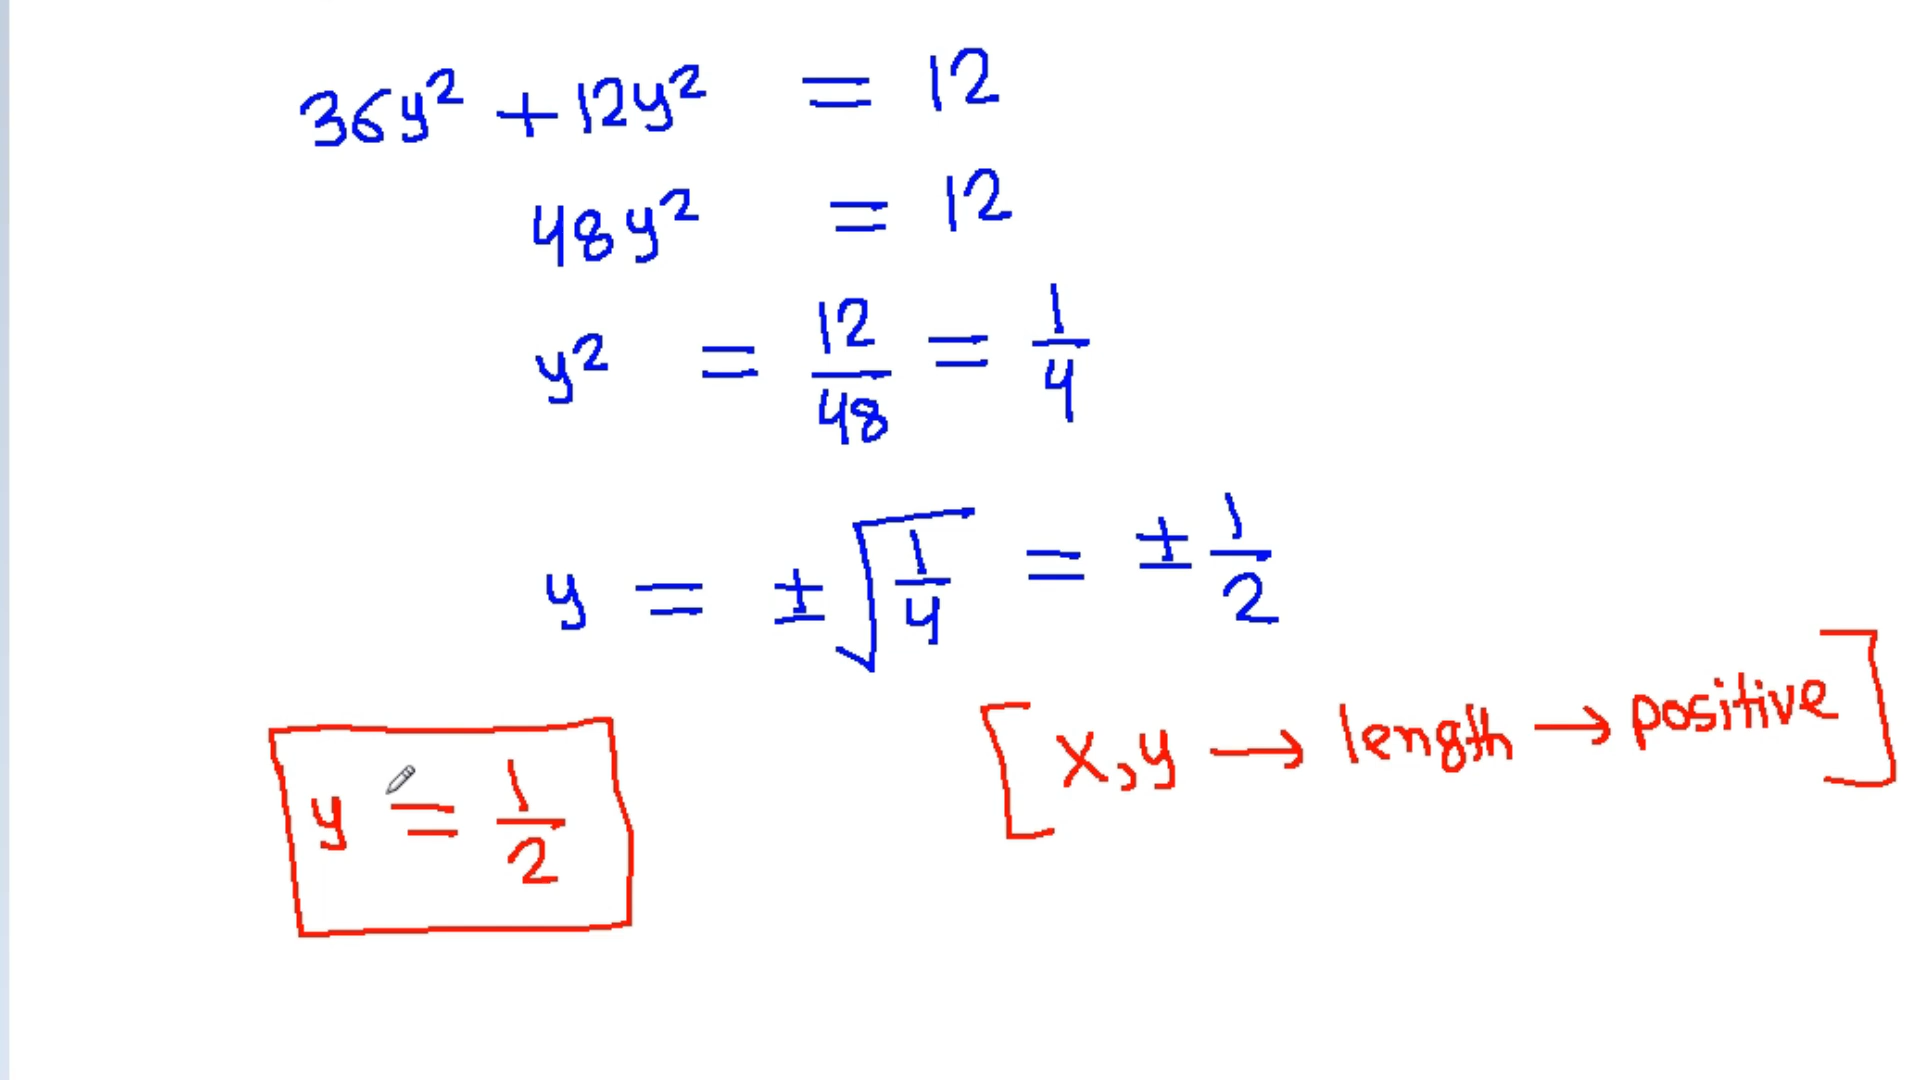 36y² + 12y² = 12
48y² = 12
y² = 12/48 = 1/4
y = ±√(1/4) = ±1/2
[x, y → length → positive]
y = 1/2